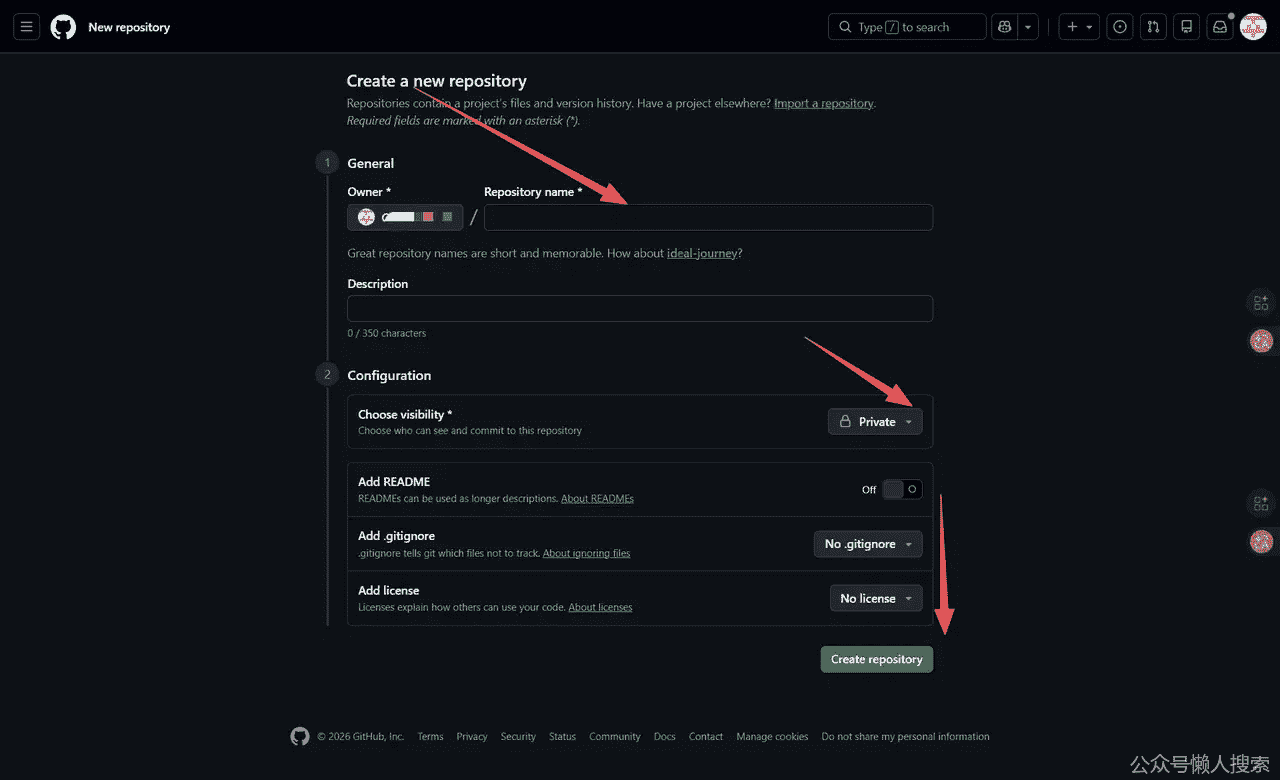 New repository
Type / to search
Create a new repository
Repositories contain a project's files and version history. Have a project elsewhere? Import a repository.
Required fields are marked with an asterisk (*).
1 General
Owner * Repository name *
/
Great repository names are short and memorable. How about ideal-journey?
Description
0 / 350 characters
2 Configuration
Choose visibility *
Choose who can see and commit to this repository
Private
Add README
READMEs can be used as longer descriptions. About READMEs
Off
Add .gitignore
.gitignore tells git which files not to track. About ignoring files
No .gitignore
Add license
Licenses explain how others can use your code. About licenses
No license
Create repository
© 2026 GitHub, Inc. Terms Privacy Security Status Community Docs Contact Manage cookies Do not share my personal information
公众号懒人搜索